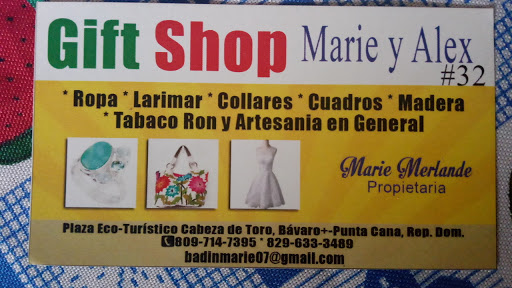 Gift Shop Marie y Alex
#32
* Ropa * Larimar * Collares * Cuadros * Madera
* Tabaco Ron y Artesania en General
Marie Merlande
Propietaria
Plaza Eco-Turístico Cabeza de Toro, Bávaro+-Punta Cana, Rep. Dom.
809-714-7395 * 829-633-3489
badinmarie07@gmail.com